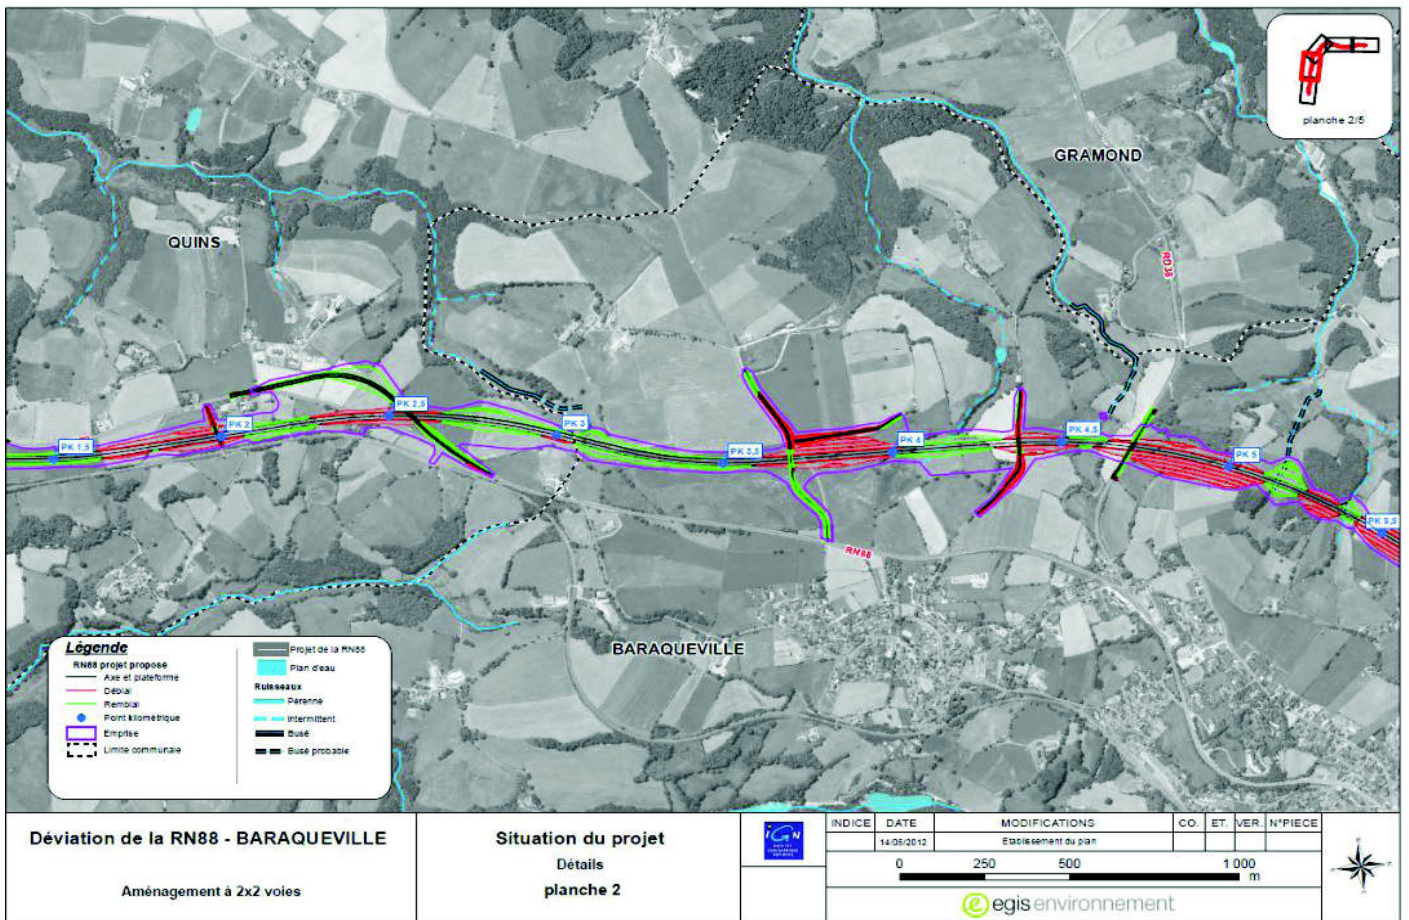 planche 2/5
GRAMOND
QUINS
RD38
PK 1,5
PK 2
PK 2,5
PK 3
PK 3,5
PK 4
PK 4,5
PK 5
PK 5,5
RN88
BARAQUEVILLE
Légende
RN88 projet proposé
Axe et plateforme
Déblai
Remblai
Point kilométrique
Emprise
Limite communale
Projet de la RN88
Plan d'eau
Ruisseaux
Pérenne
Intermittent
Busé
Busé probable
Déviation de la RN88 - BARAQUEVILLE
Aménagement à 2x2 voies
Situation du projet
Détails
planche 2
IGN
INDICE DATE MODIFICATIONS CO. ET. VER. N°PIECE
14/05/2012 Etablissement du plan
0 250 500 1 000
m
egis environnement